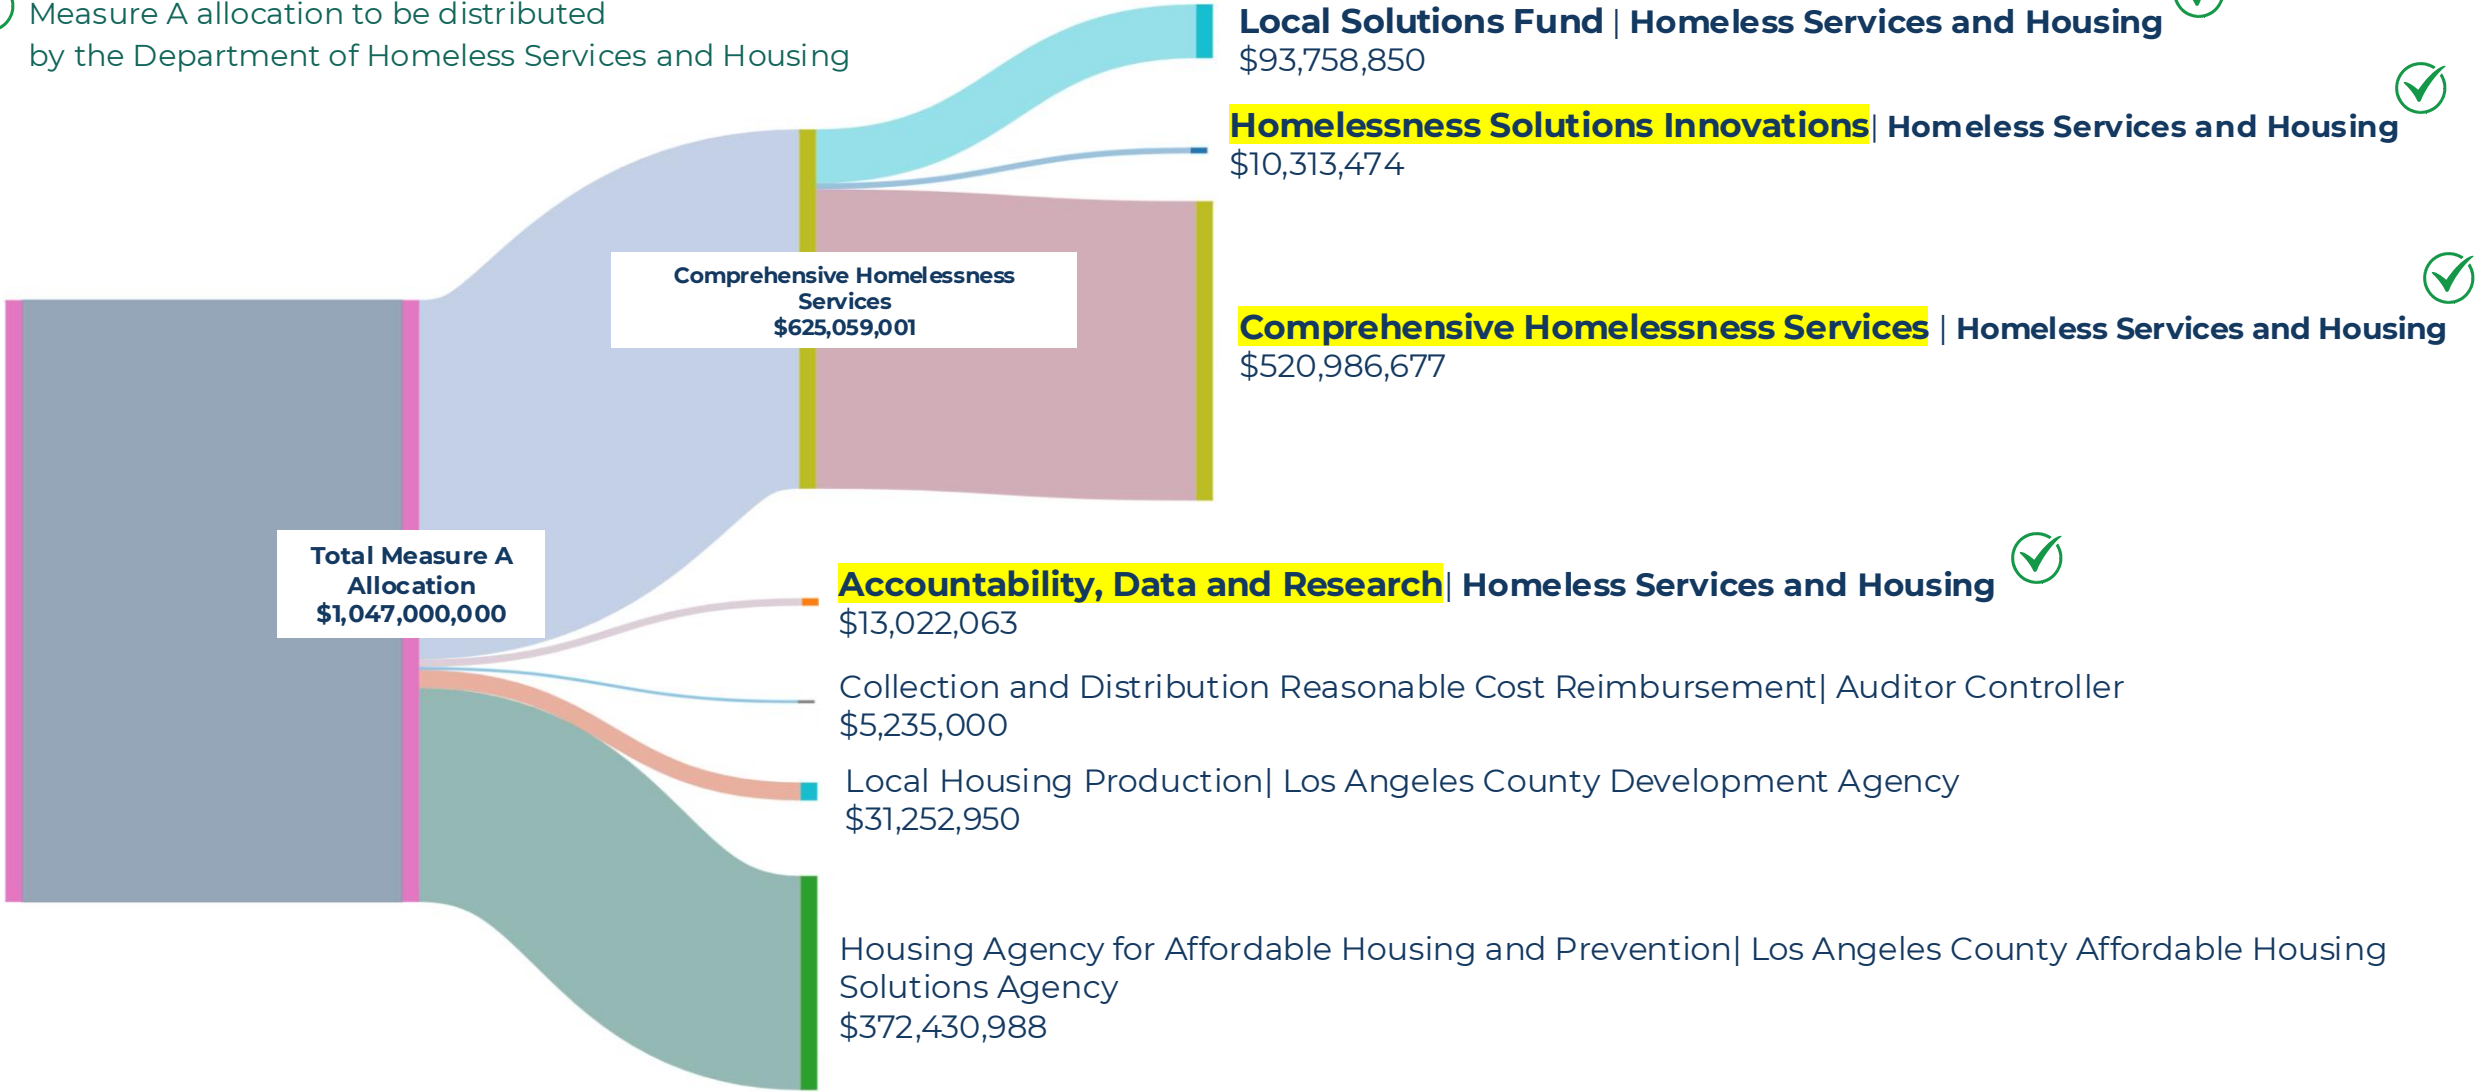 Measure A allocation to be distributed
by the Department of Homeless Services and Housing
Local Solutions Fund | Homeless Services and Housing
$93,758,850
Homelessness Solutions Innovations| Homeless Services and Housing
$10,313,474
Comprehensive Homelessness
Services
$625,059,001
Comprehensive Homelessness Services | Homeless Services and Housing
$520,986,677
Total Measure A
Allocation
$1,047,000,000
Accountability, Data and Research| Homeless Services and Housing
$13,022,063
Collection and Distribution Reasonable Cost Reimbursement| Auditor Controller
$5,235,000
Local Housing Production| Los Angeles County Development Agency
$31,252,950
Housing Agency for Affordable Housing and Prevention| Los Angeles County Affordable Housing
Solutions Agency
$372,430,988